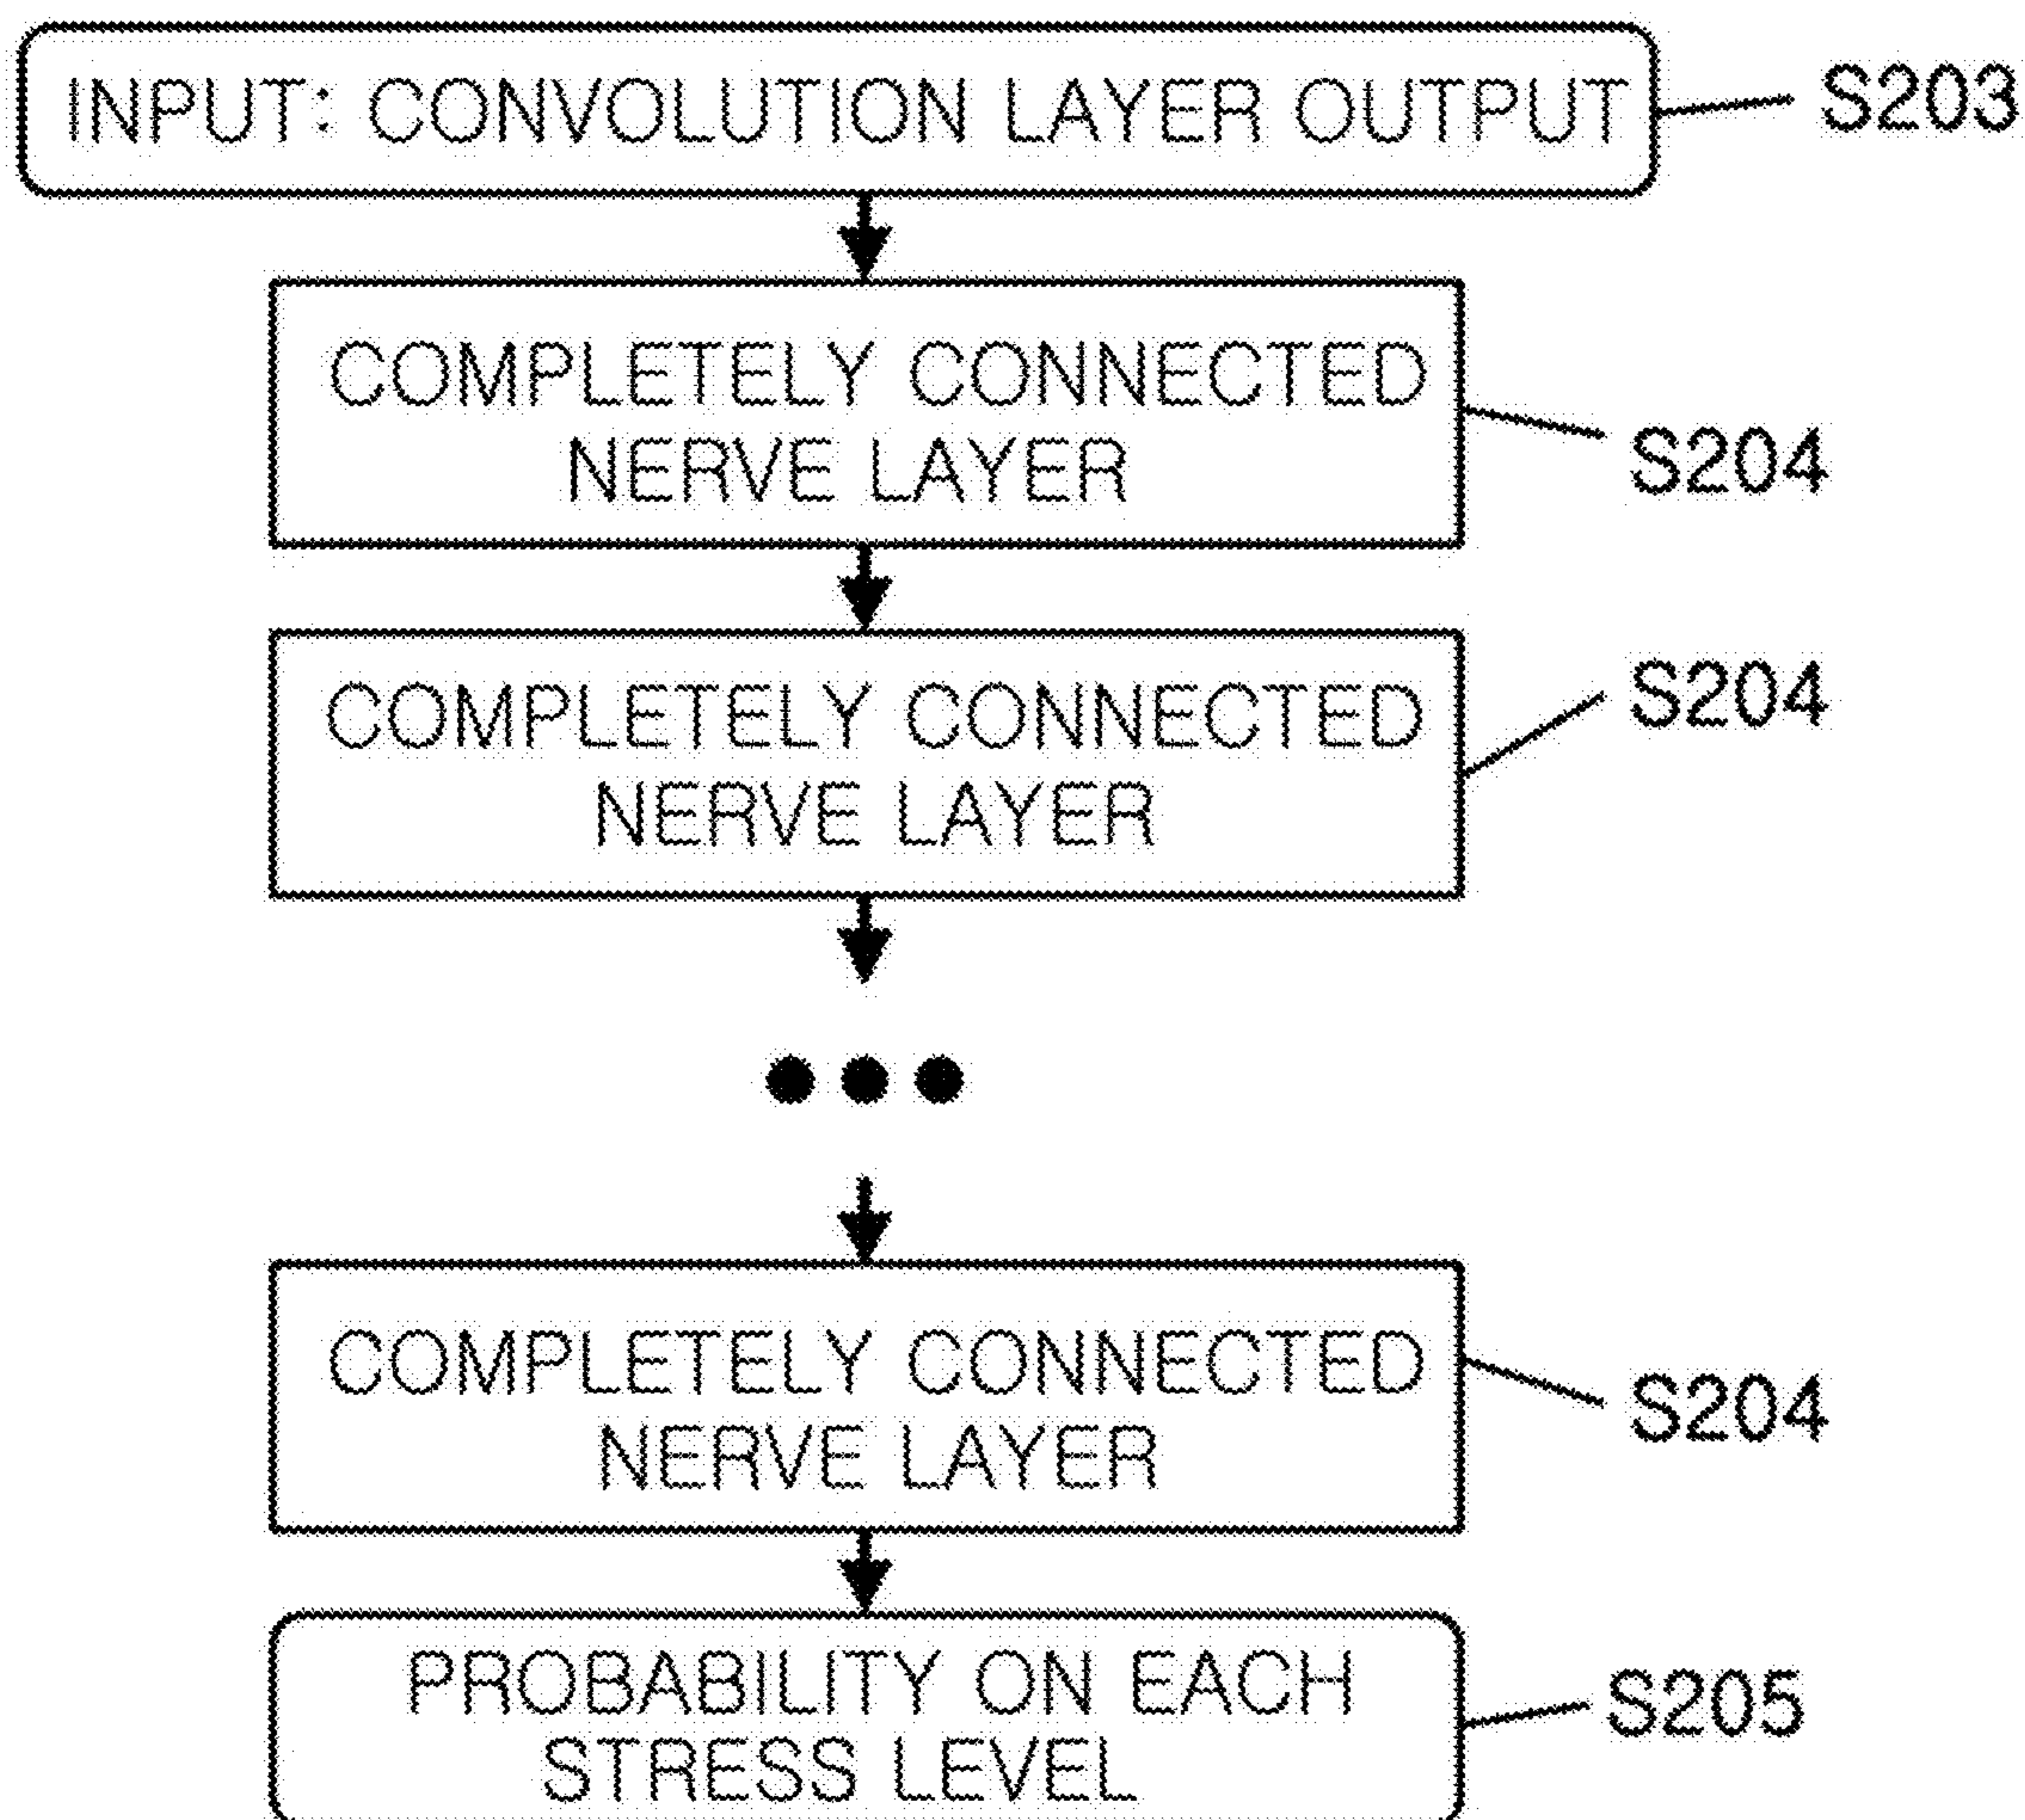 INPUT: CONVOLUTION LAYER OUTPUT
S203
COMPLETELY CONNECTED
NERVE LAYER
S204
COMPLETELY CONNECTED
NERVE LAYER
S204
COMPLETELY CONNECTED
NERVE LAYER
S204
PROBABILITY ON EACH
STRESS LEVEL
S205